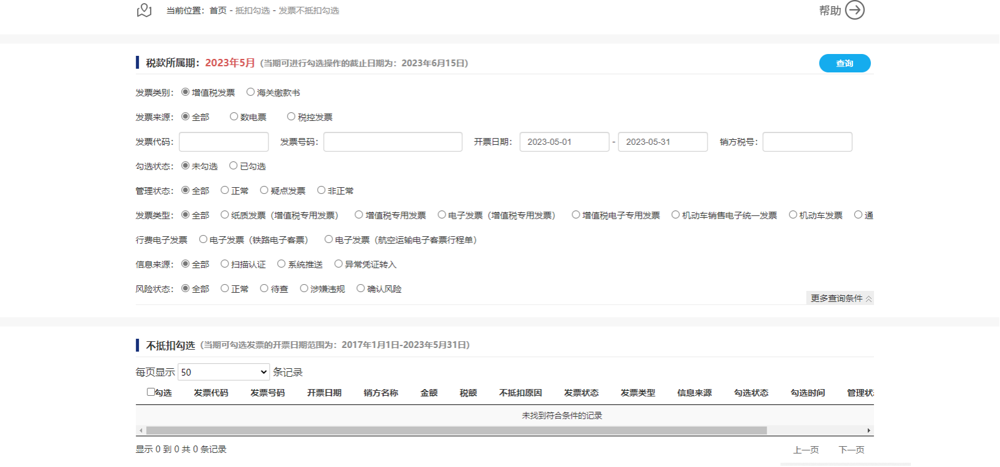 当前位置：首页 - 抵扣勾选 - 发票不抵扣勾选
帮助
税款所属期：2023年5月（当期可进行勾选操作的截止日期为：2023年6月15日）
查询
发票类别： 增值税发票 海关缴款书
发票来源： 全部 数电票 税控发票
发票代码： 发票号码： 开票日期： 2023-05-01 - 2023-05-31 销方税号：
勾选状态： 未勾选 已勾选
管理状态： 全部 正常 疑点发票 非正常
发票类型： 全部 纸质发票（增值税专用发票） 增值税专用发票 电子发票（增值税专用发票） 增值税电子专用发票 机动车销售电子统一发票 机动车发票 通
行费电子发票 电子发票（铁路电子客票） 电子发票（航空运输电子客票行程单）
信息来源： 全部 扫描认证 系统推送 异常凭证转入
风险状态： 全部 正常 待查 涉嫌违规 确认风险
更多查询条件
不抵扣勾选（当期可勾选发票的开票日期范围为：2017年1月1日-2023年5月31日）
每页显示 50 条记录
勾选 发票代码 发票号码 开票日期 销方名称 金额 税额 不抵扣原因 发票状态 发票类型 信息来源 勾选状态 勾选时间 管理状
未找到符合条件的记录
显示 0 到 0 共 0 条记录
上一页 下一页